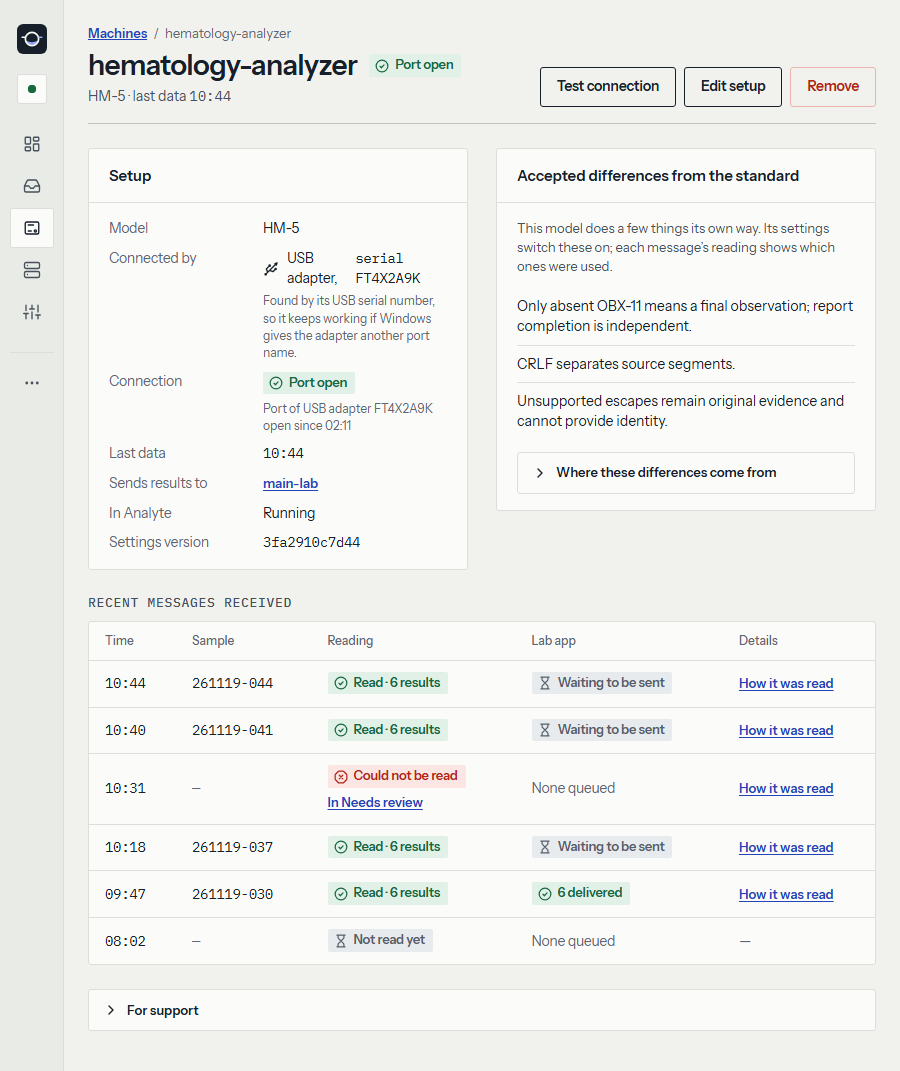 Machines / hematology-analyzer
hematology-analyzer
Port open
HM-5 · last data 10:44
Test connection
Edit setup
Remove
Setup
Model HM-5
Connected by USB adapter, serial FT4X2A9K
Found by its USB serial number,
so it keeps working if Windows
gives the adapter another port
name.
Connection Port open
Port of USB adapter FT4X2A9K
open since 02:11
Last data 10:44
Sends results to main-lab
In Analyte Running
Settings version 3fa2910c7d44
Accepted differences from the standard
This model does a few things its own way. Its settings
switch these on; each message's reading shows which
ones were used.
Only absent OBX-11 means a final observation; report
completion is independent.
CRLF separates source segments.
Unsupported escapes remain original evidence and
cannot provide identity.
Where these differences come from
RECENT MESSAGES RECEIVED
Time Sample Reading Lab app Details
10:44 261119-044 Read · 6 results Waiting to be sent How it was read
10:40 261119-041 Read · 6 results Waiting to be sent How it was read
10:31 — Could not be read None queued How it was read
In Needs review
10:18 261119-037 Read · 6 results Waiting to be sent How it was read
09:47 261119-030 Read · 6 results 6 delivered How it was read
08:02 — Not read yet None queued —
For support